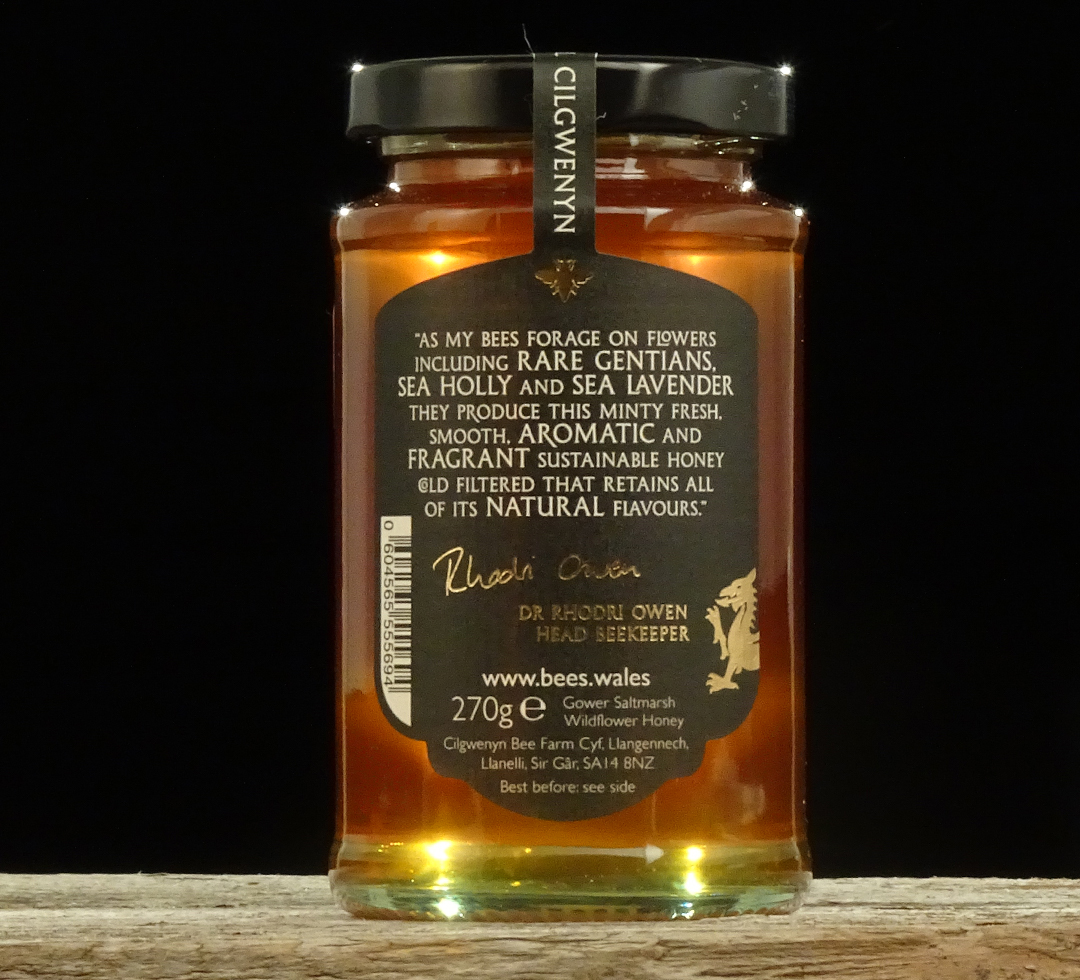 CILGWENYN
"AS MY BEES FORAGE ON FLOWERS
INCLUDING RARE GENTIANS,
SEA HOLLY AND SEA LAVENDER
THEY PRODUCE THIS MINTY FRESH,
SMOOTH, AROMATIC AND
FRAGRANT SUSTAINABLE HONEY
COLD FILTERED THAT RETAINS ALL
OF ITS NATURAL FLAVOURS."
Rhodri Owen
DR RHODRI OWEN
HEAD BEEKEEPER
0 604565 555694
www.bees.wales
270g ℮ Gower Saltmarsh
Wildflower Honey
Cilgwenyn Bee Farm Cyf, Llangennech,
Llanelli, Sir Gâr, SA14 8NZ
Best before: see side